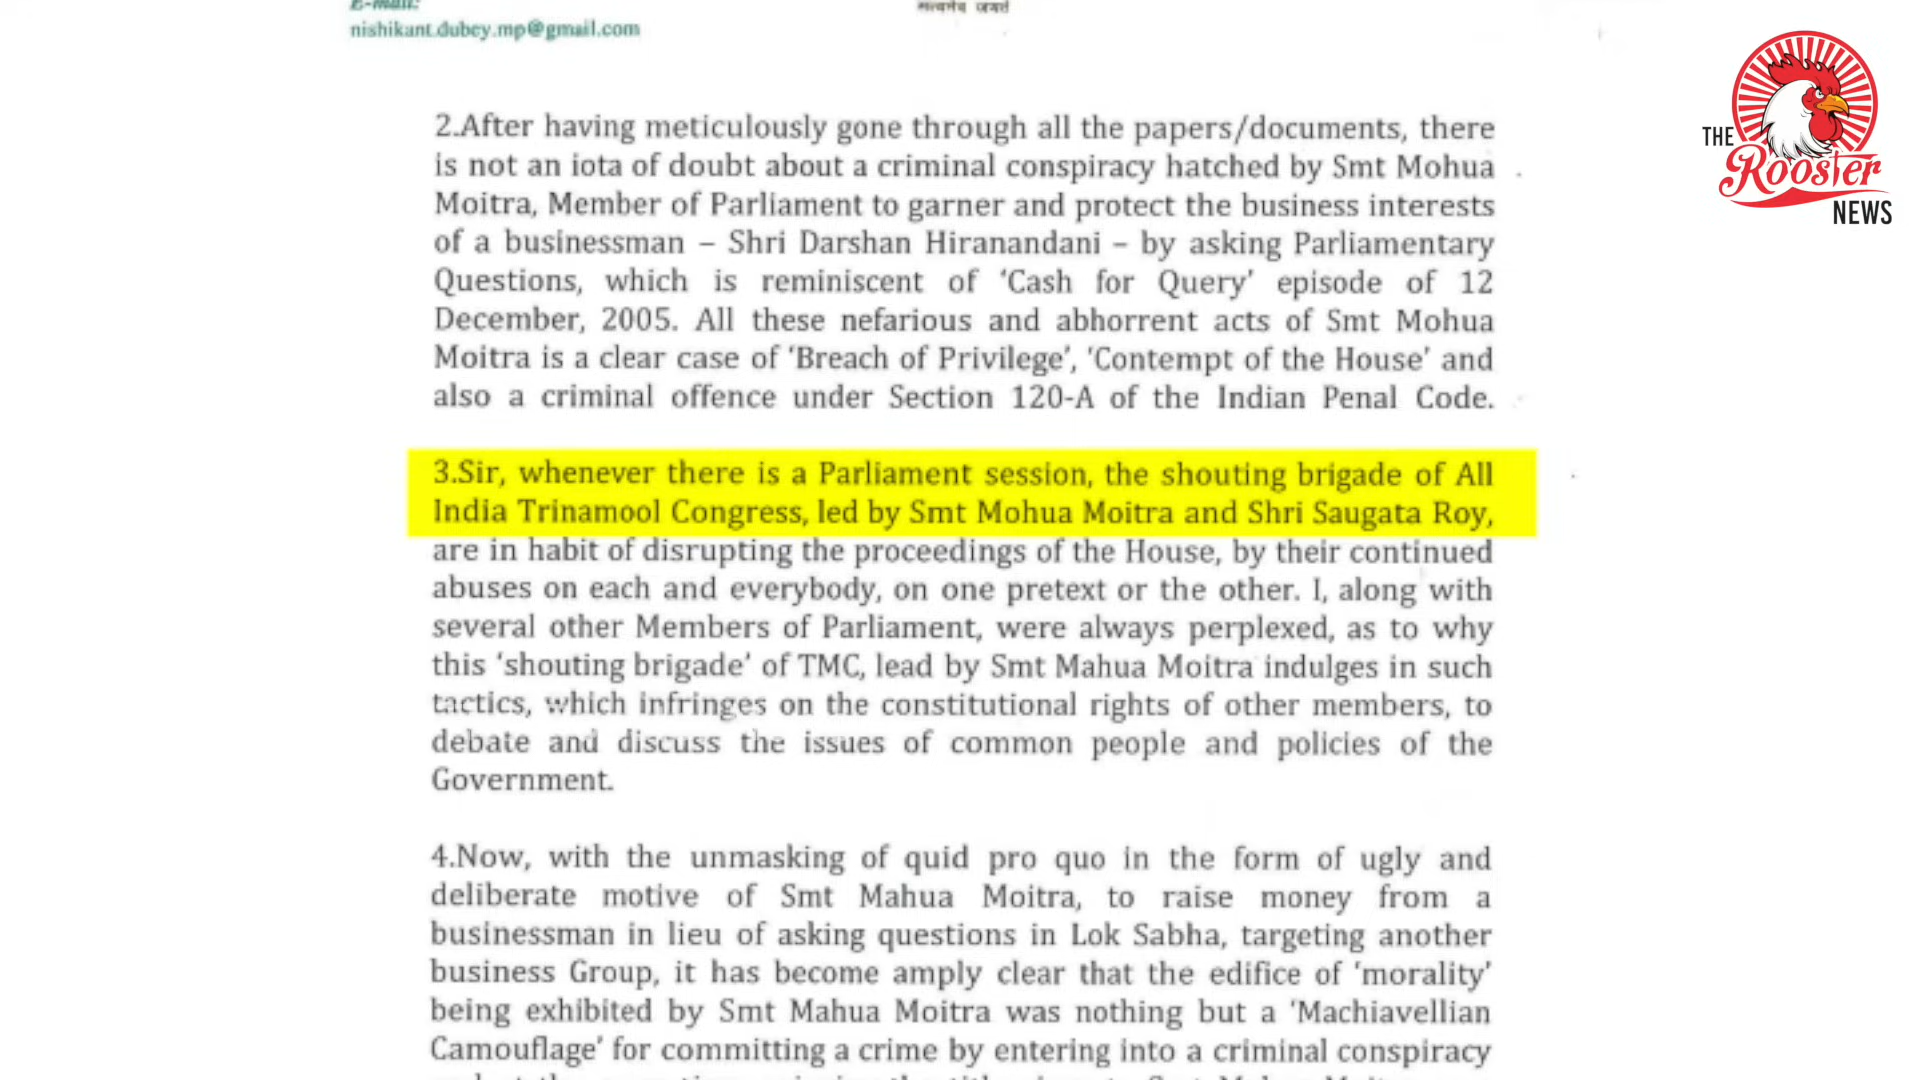 E-mail:
सत्यमेव जयते
nishikant.dubey.mp@gmail.com
THE
Rooster
NEWS
2.After having meticulously gone through all the papers/documents, there
is not an iota of doubt about a criminal conspiracy hatched by Smt Mohua
Moitra, Member of Parliament to garner and protect the business interests
of a businessman – Shri Darshan Hiranandani – by asking Parliamentary
Questions, which is reminiscent of ‘Cash for Query’ episode of 12
December, 2005. All these nefarious and abhorrent acts of Smt Mohua
Moitra is a clear case of ‘Breach of Privilege’, ‘Contempt of the House’ and
also a criminal offence under Section 120-A of the Indian Penal Code.
3.Sir, whenever there is a Parliament session, the shouting brigade of All
India Trinamool Congress, led by Smt Mohua Moitra and Shri Saugata Roy,
are in habit of disrupting the proceedings of the House, by their continued
abuses on each and everybody, on one pretext or the other. I, along with
several other Members of Parliament, were always perplexed, as to why
this ‘shouting brigade’ of TMC, lead by Smt Mahua Moitra indulges in such
tactics, which infringes on the constitutional rights of other members, to
debate and discuss the issues of common people and policies of the
Government.
4.Now, with the unmasking of quid pro quo in the form of ugly and
deliberate motive of Smt Mahua Moitra, to raise money from a
businessman in lieu of asking questions in Lok Sabha, targeting another
business Group, it has become amply clear that the edifice of ‘morality’
being exhibited by Smt Mahua Moitra was nothing but a ‘Machiavellian
Camouflage’ for committing a crime by entering into a criminal conspiracy